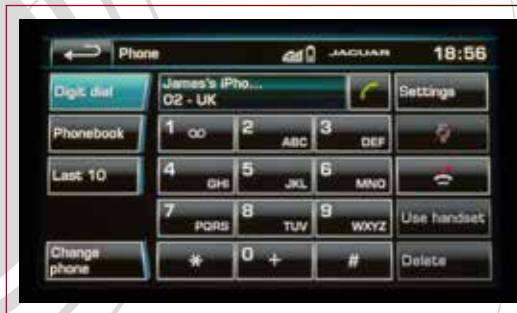 Phone JAGUAR 18:56
Digit dial James's iPho... Settings
O2 - UK
Phonebook 1 2 ABC 3 DEF
Last 10 4 GHI 5 JKL 6 MNO
7 PQRS 8 TUV 9 WXYZ Use handset
Change phone * 0 + # Delete